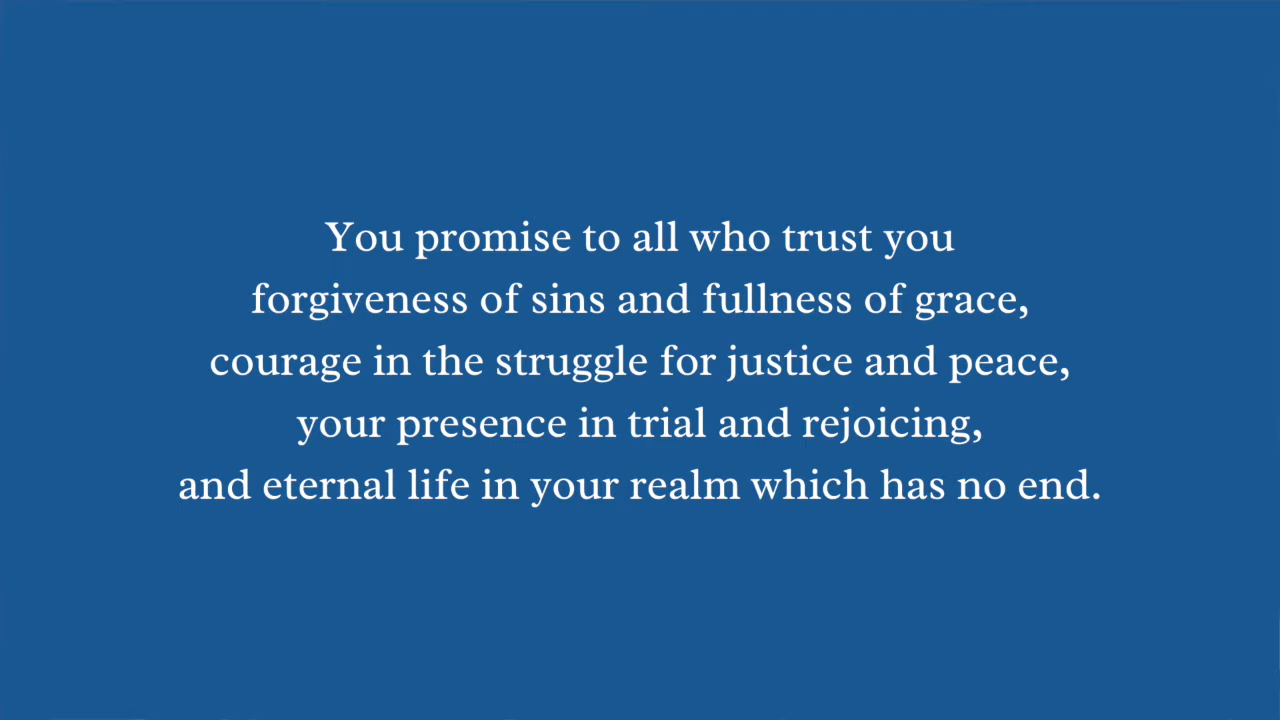 You promise to all who trust you
forgiveness of sins and fullness of grace,
courage in the struggle for justice and peace,
your presence in trial and rejoicing,
and eternal life in your realm which has no end.